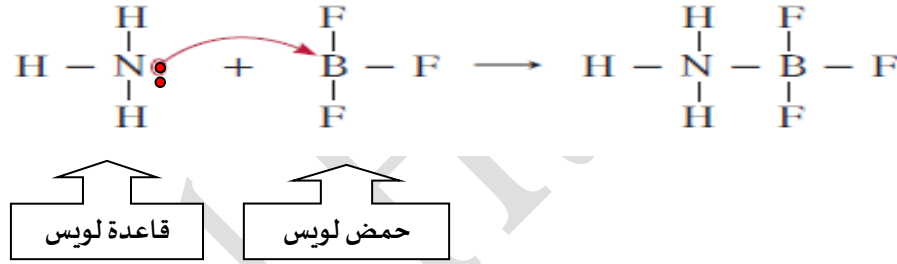 H F H F
H – N + B – F ⟶ H – N – B – F
H F H F
قاعدة لويس
حمض لويس